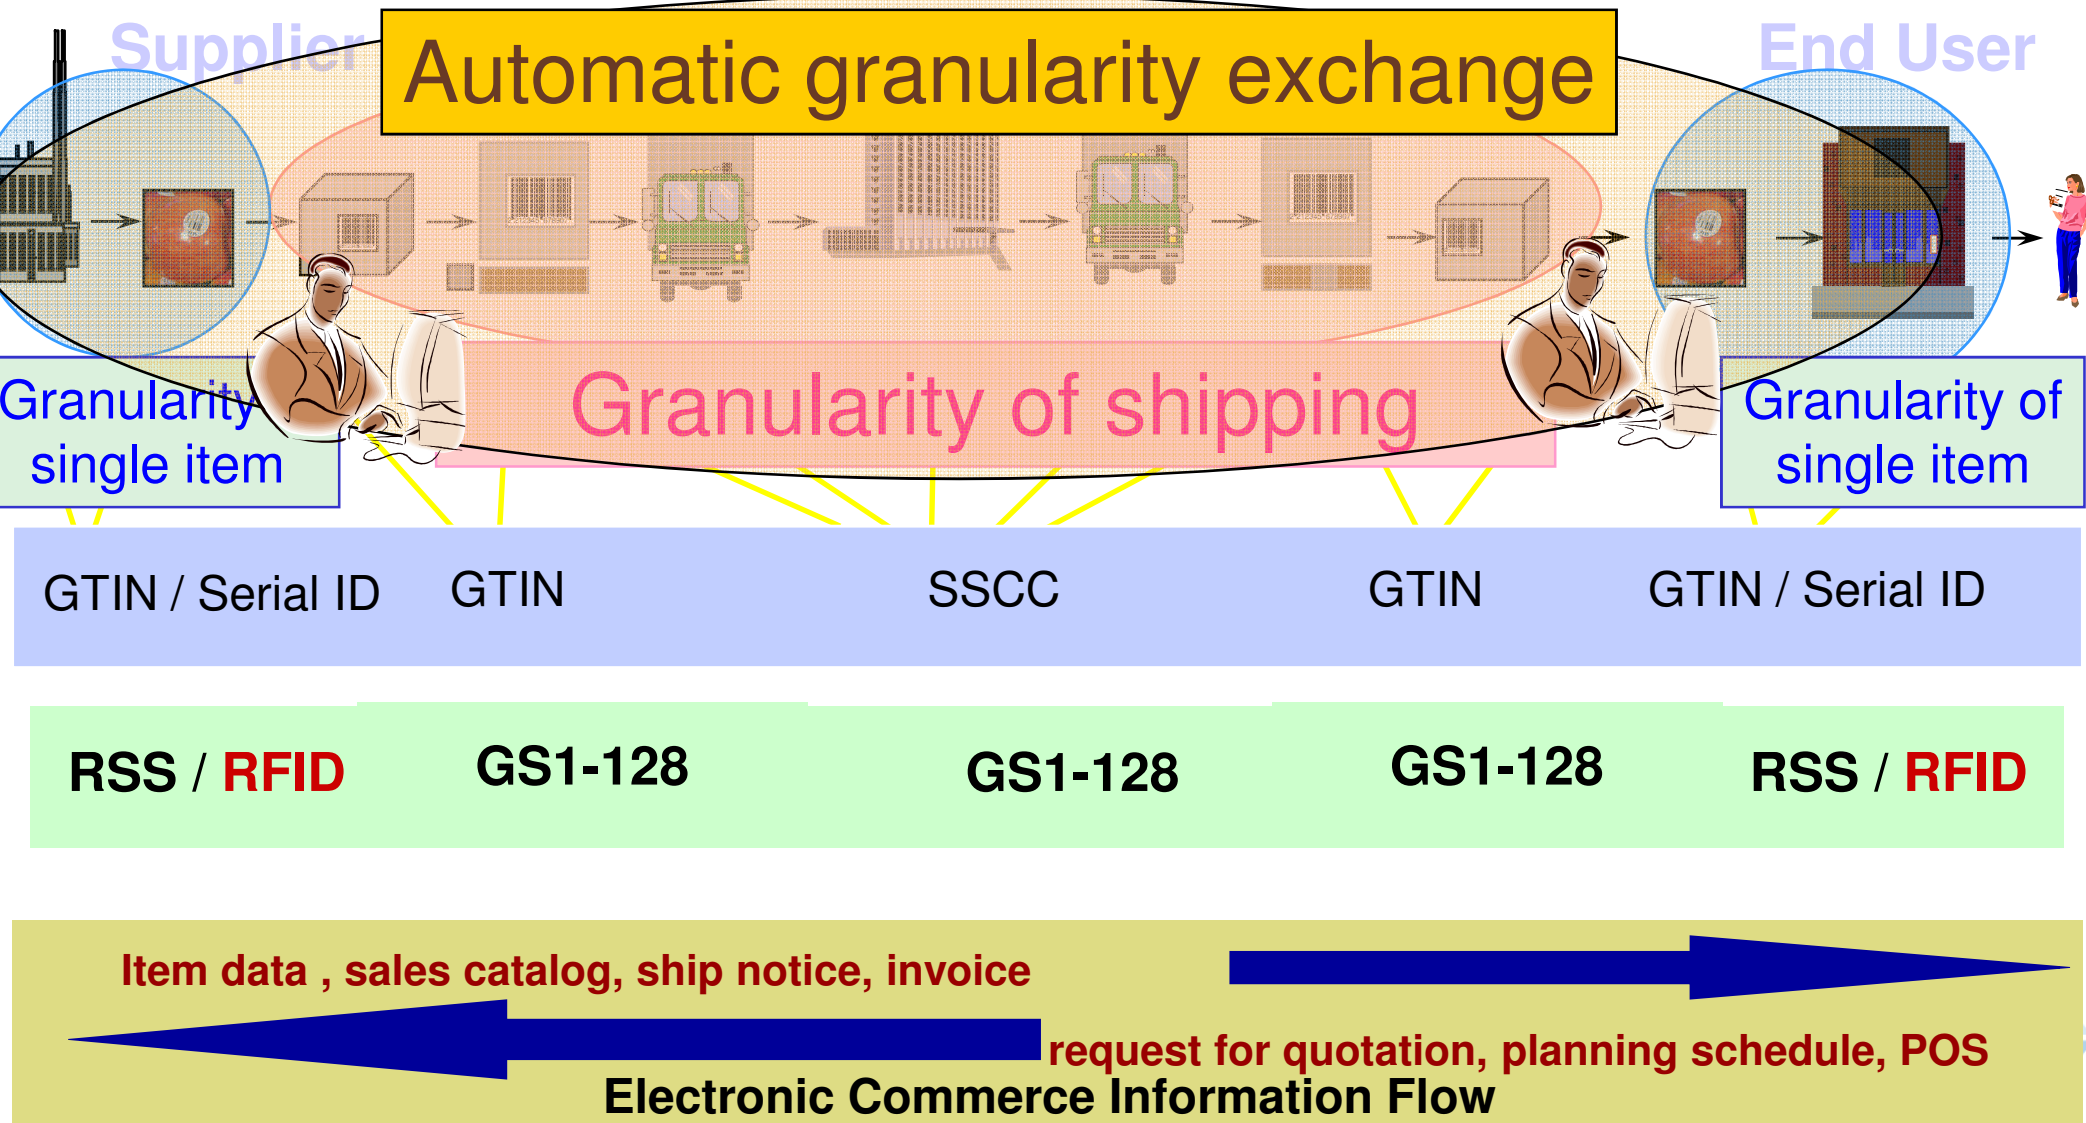 Supplier
End User
Automatic granularity exchange
Granularity
single item
Granularity of shipping
Granularity of
single item
GTIN / Serial ID
GTIN
SSCC
GTIN
GTIN / Serial ID
RSS / RFID
GS1-128
GS1-128
GS1-128
RSS / RFID
Item data , sales catalog, ship notice, invoice
request for quotation, planning schedule, POS
Electronic Commerce Information Flow